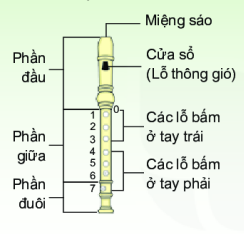 Miệng sáo
Phần
đầu
Cửa sổ
(Lỗ thông gió)
0
1
2
3
4
5
6
7
Phần
giữa
Các lỗ bấm
ở tay trái
Các lỗ bấm
ở tay phải
Phần
đuôi